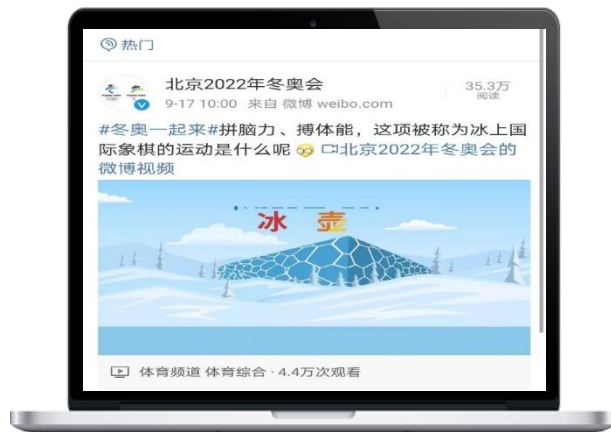 热门
北京2022年冬奥会
35.3万
阅读
9-17 10:00 来自 微博 weibo.com
#冬奥一起来#拼脑力、搏体能，这项被称为冰上国
际象棋的运动是什么呢 北京2022年冬奥会的
微博视频
冰 壶
体育频道 体育综合 · 4.4万次观看